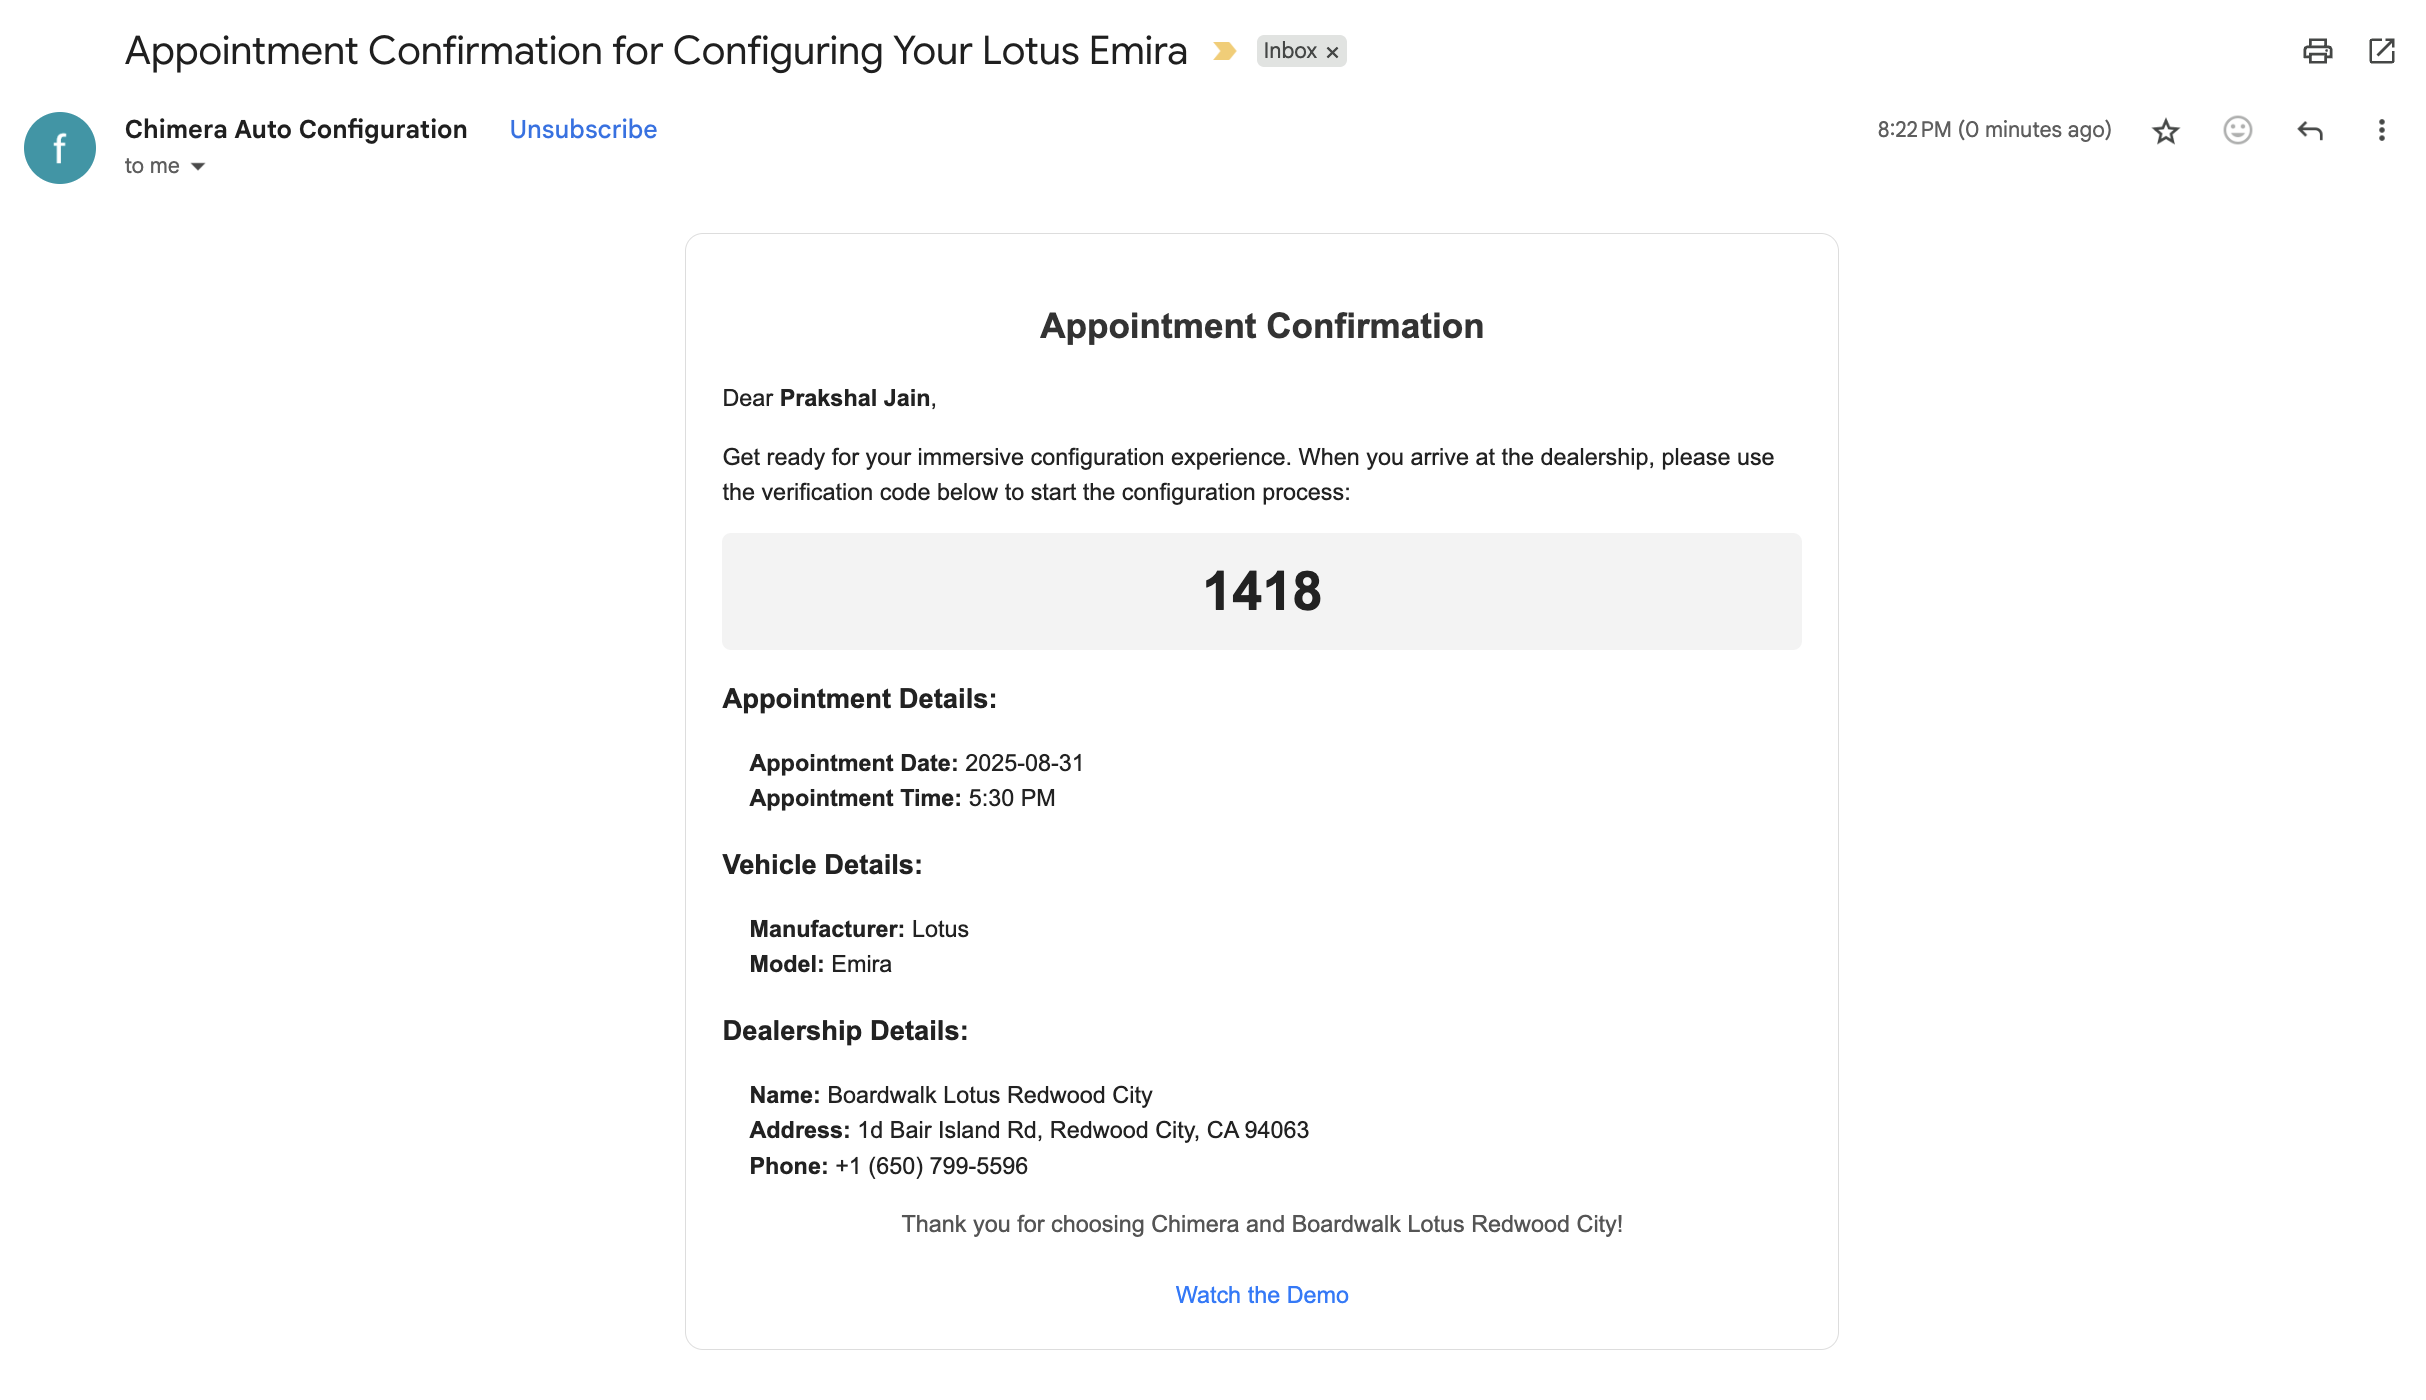 Appointment Confirmation for Configuring Your Lotus Emira Inbox ×
f
Chimera Auto Configuration Unsubscribe 8:22 PM (0 minutes ago)
to me
Appointment Confirmation
Dear Prakshal Jain,
Get ready for your immersive configuration experience. When you arrive at the dealership, please use
the verification code below to start the configuration process:
1418
Appointment Details:
Appointment Date: 2025-08-31
Appointment Time: 5:30 PM
Vehicle Details:
Manufacturer: Lotus
Model: Emira
Dealership Details:
Name: Boardwalk Lotus Redwood City
Address: 1d Bair Island Rd, Redwood City, CA 94063
Phone: +1 (650) 799-5596
Thank you for choosing Chimera and Boardwalk Lotus Redwood City!
Watch the Demo